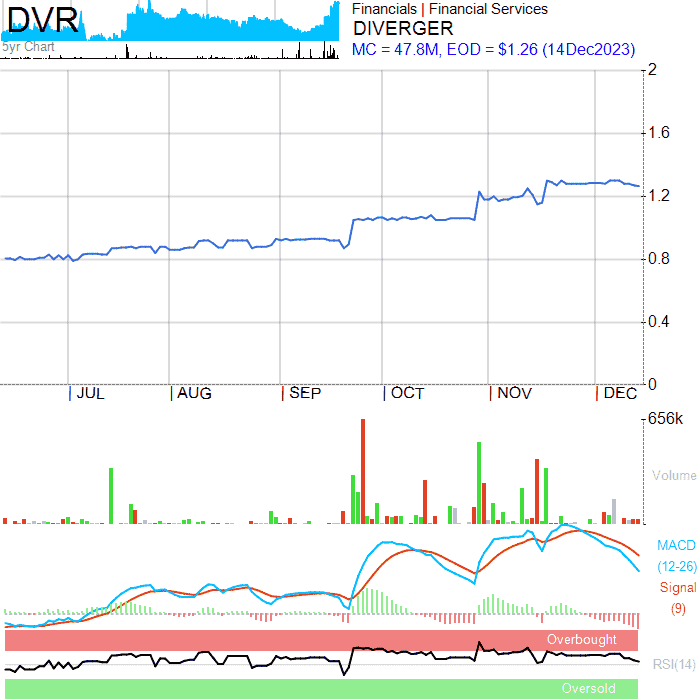 DVR
5yr Chart
Financials | Financial Services
DIVERGER
MC = 47.8M, EOD = $1.26 (14Dec2023)
2
1.6
1.2
0.8
0.4
0
JUL AUG SEP OCT NOV DEC
656k
Volume
MACD
(12-26)
Signal
(9)
Overbought
RSI(14)
Oversold